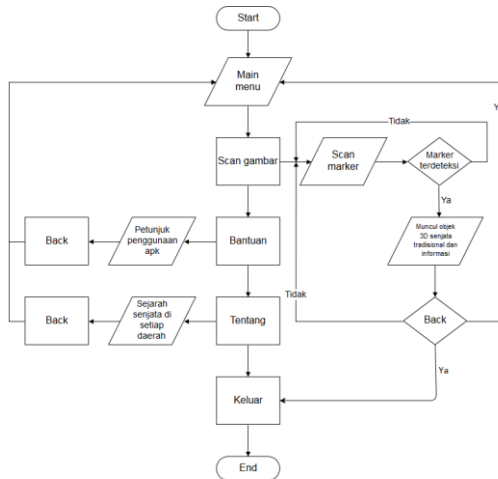 Start
Main
menu
Y
Tidak
Scan gambar
Scan
marker
Marker
terdeteksi
Ya
Back
Petunjuk
penggunaan
apk
Bantuan
Muncul objek
3D senjata
tradisional dan
informasi
Tidak
Back
Sejarah
senjata di
setiap
daerah
Tentang
Back
Ya
Keluar
End